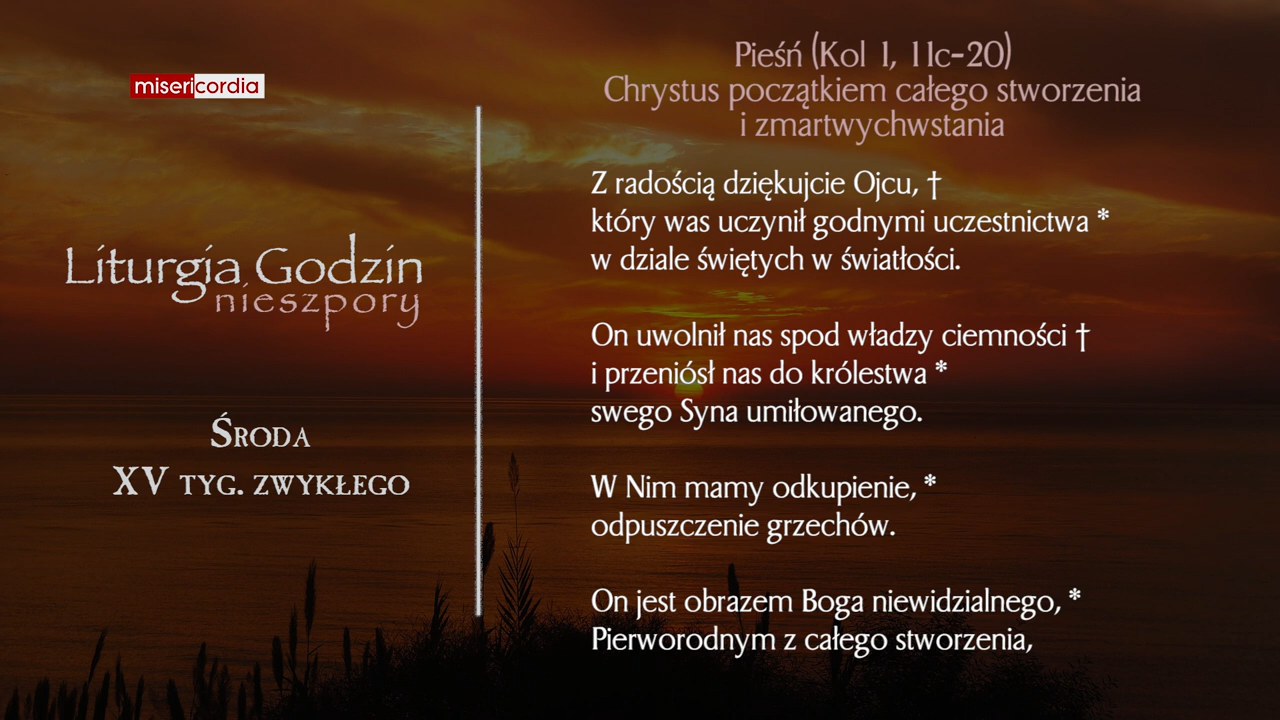 misericordia
Liturgia Godzin
nieszpory
Środa
XV tyg. zwykłego
Pieśń (Kol 1, 11c-20)
Chrystus początkiem całego stworzenia
i zmartwychwstania
Z radością dziękujcie Ojcu, †
który was uczynił godnymi uczestnictwa *
w dziale świętych w światłości.
On uwolnił nas spod władzy ciemności †
i przeniósł nas do królestwa *
swego Syna umiłowanego.
W Nim mamy odkupienie, *
odpuszczenie grzechów.
On jest obrazem Boga niewidzialnego, *
Pierworodnym z całego stworzenia,